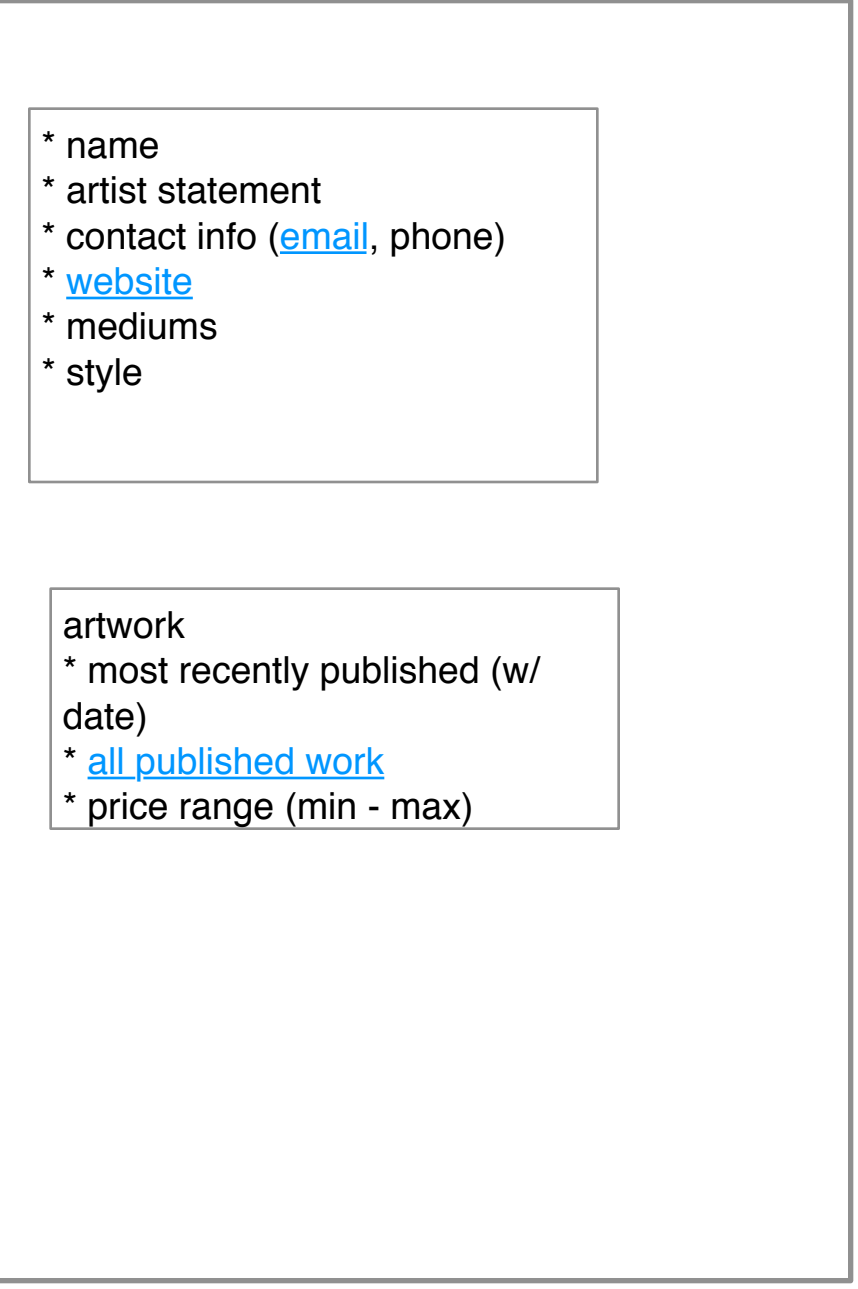 * name
* artist statement
* contact info (email, phone)
* website
* mediums
* style
artwork
* most recently published (w/
date)
* all published work
* price range (min - max)